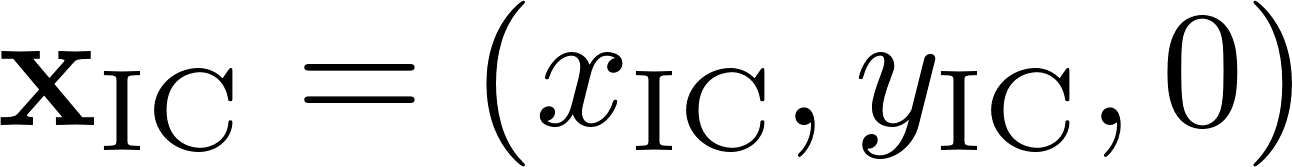 𝐱_IC = (x_IC, y_IC, 0)